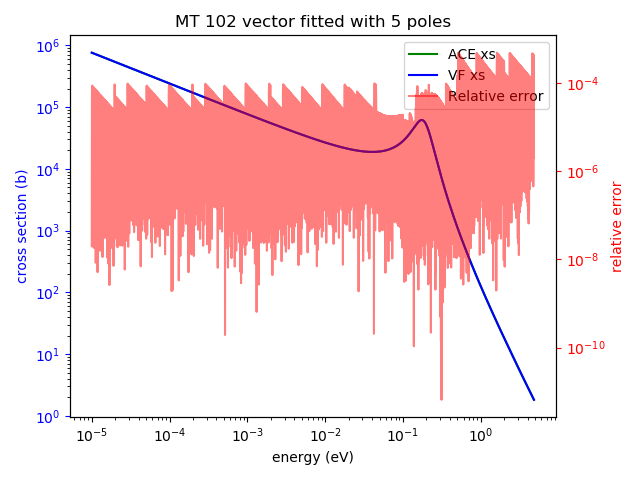 MT 102 vector fitted with 5 poles
ACE xs
VF xs
Relative error
cross section (b)
10^6
10^5
10^4
10^3
10^2
10^1
10^0
10^-4
10^-6
10^-8
10^-10
relative error
10^-5 10^-4 10^-3 10^-2 10^-1 10^0
energy (eV)